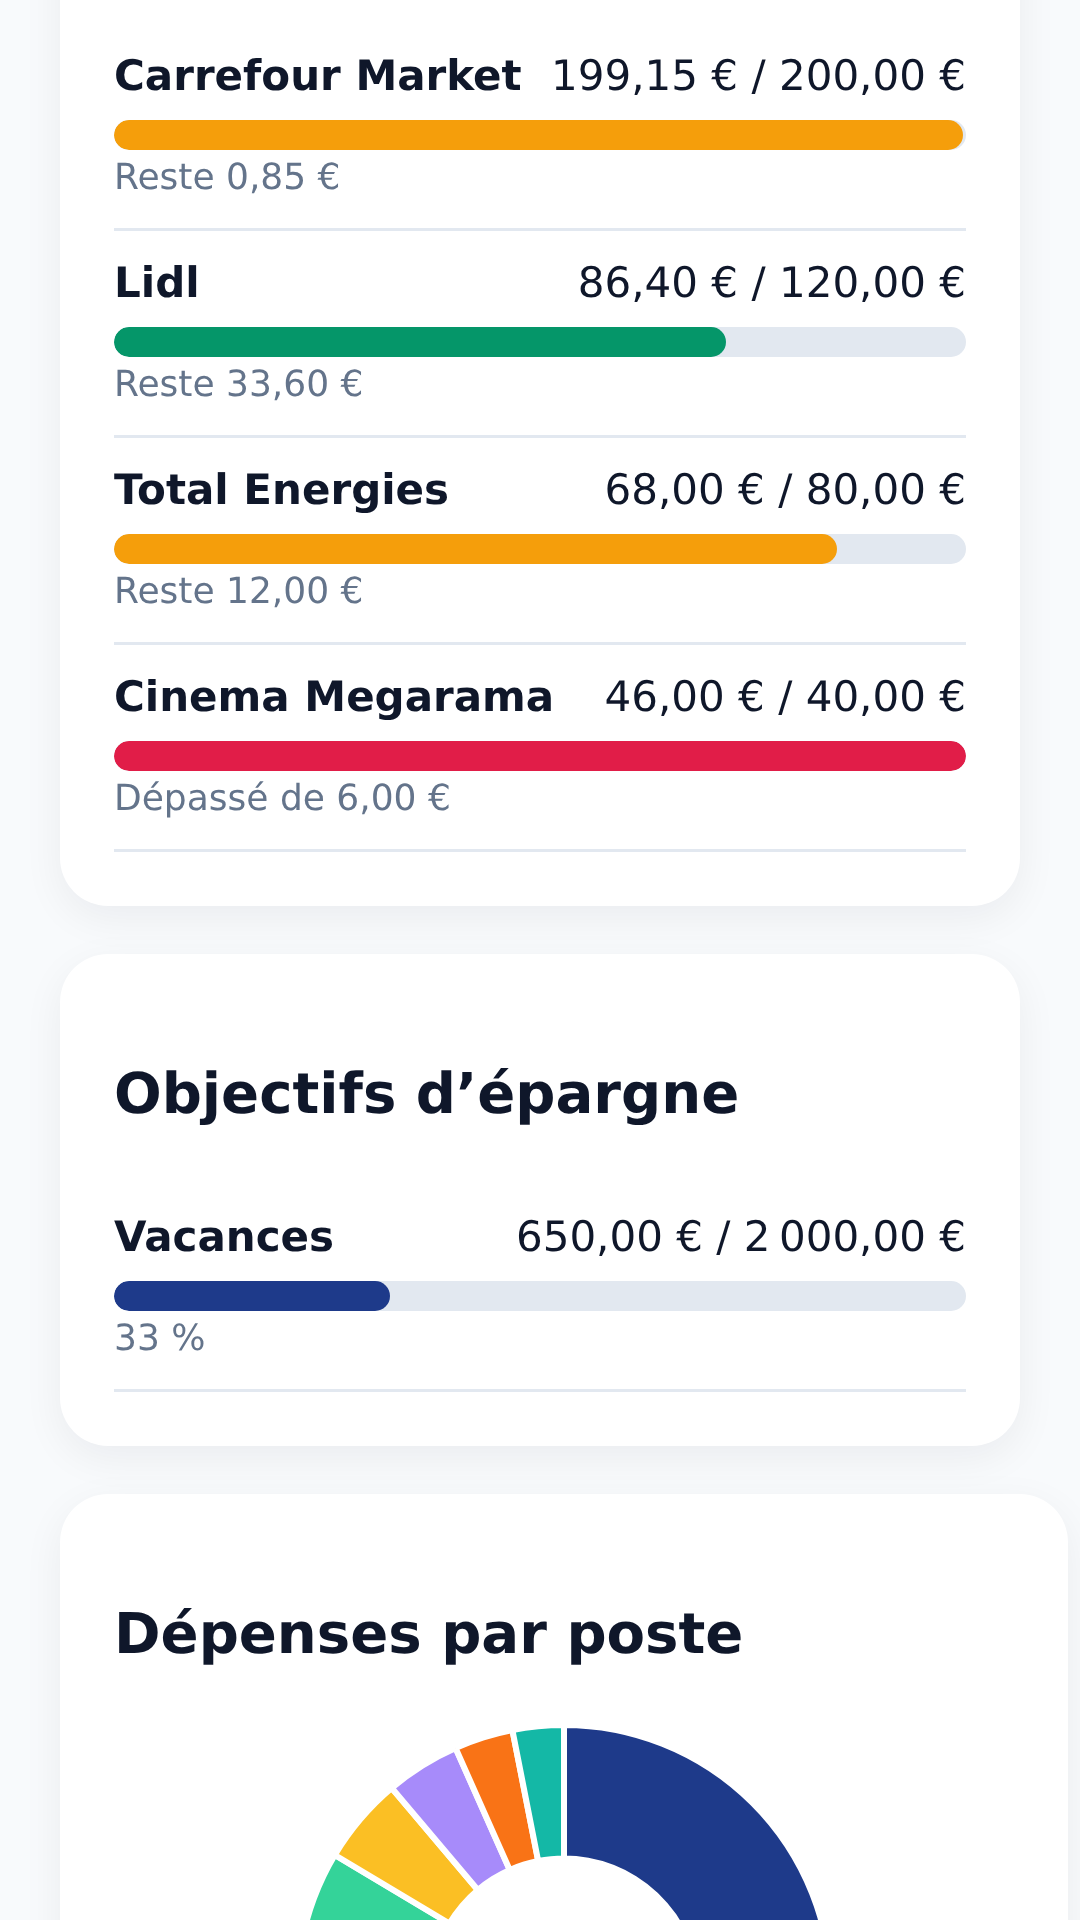 Carrefour Market 199,15 € / 200,00 €
Reste 0,85 €
Lidl 86,40 € / 120,00 €
Reste 33,60 €
Total Energies 68,00 € / 80,00 €
Reste 12,00 €
Cinema Megarama 46,00 € / 40,00 €
Dépassé de 6,00 €
Objectifs d’épargne
Vacances 650,00 € / 2 000,00 €
33 %
Dépenses par poste